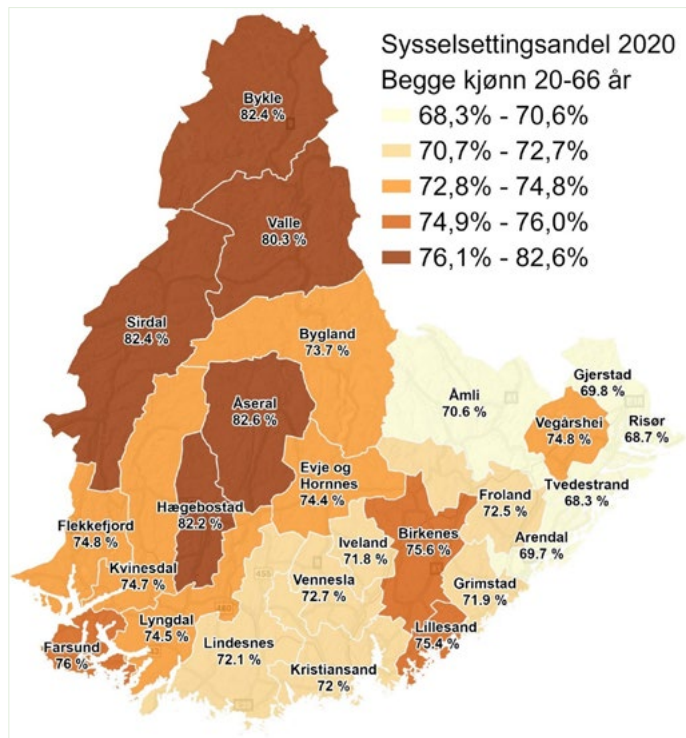 Sysselsettingsandel 2020
Begge kjønn 20-66 år
68,3% - 70,6%
70,7% - 72,7%
72,8% - 74,8%
74,9% - 76,0%
76,1% - 82,6%
Bykle
82.4 %
Valle
80.3 %
Sirdal
82.4 %
Bygland
73.7 %
Åseral
82.6 %
Åmli
70.6 %
Gjerstad
69.8 %
Vegårshei
74.8 %
Risør
68.7 %
Tvedestrand
68.3 %
Evje og
Hornnes
74.4 %
Froland
72.5 %
Hægebostad
82.2 %
Flekkefjord
74.8 %
Kvinesdal
74.7 %
Iveland
71.8 %
Birkenes
75.6 %
Arendal
69.7 %
Vennesla
72.7 %
Grimstad
71.9 %
Lyngdal
74.5 %
Lillesand
75.4 %
Farsund
76 %
Lindesnes
72.1 %
Kristiansand
72 %
455
460